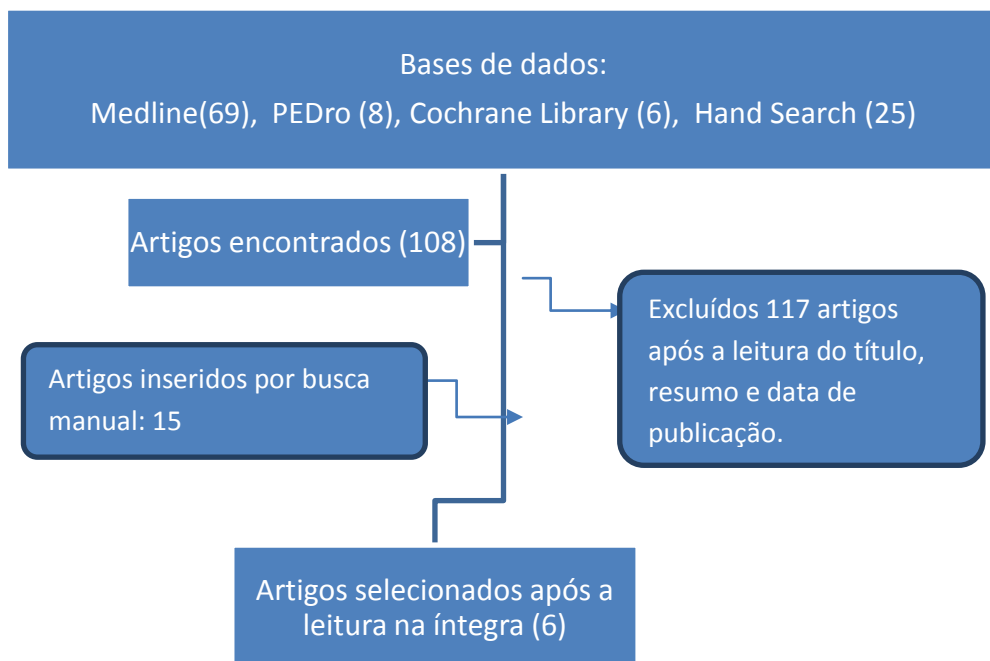 Bases de dados:
Medline(69), PEDro (8), Cochrane Library (6), Hand Search (25)
Artigos encontrados (108)
Excluídos 117 artigos
após a leitura do título,
resumo e data de
publicação.
Artigos inseridos por busca
manual: 15
Artigos selecionados após a
leitura na íntegra (6)